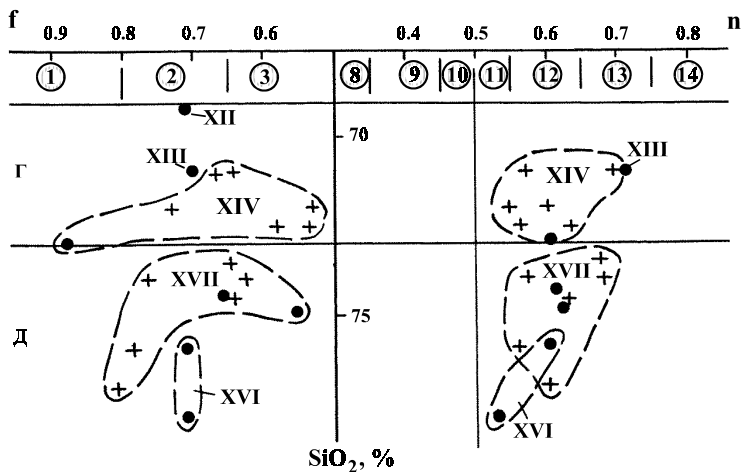 f n
0.9 0.8 0.7 0.6 0.4 0.5 0.6 0.7 0.8
1 2 3 8 9 10 11 12 13 14
XII
70
XIII XIII
г XIV XIV
XVII XVII
75
Д
XVI
XVI
SiO₂, %